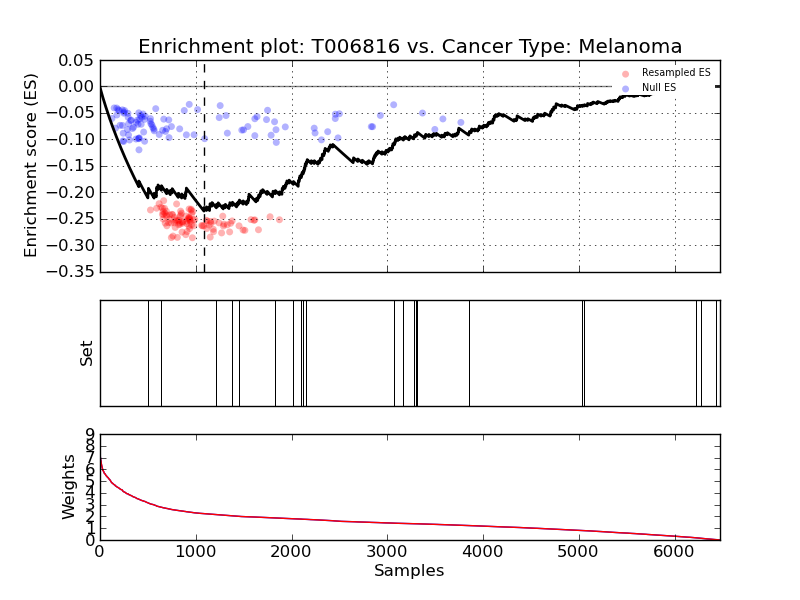 Enrichment plot: T006816 vs. Cancer Type: Melanoma
Enrichment score (ES)
0.05
0.00
−0.05
−0.10
−0.15
−0.20
−0.25
−0.30
−0.35
Resampled ES
Null ES
Set
Weights
9
8
7
6
5
4
3
2
1
0
0 1000 2000 3000 4000 5000 6000
Samples